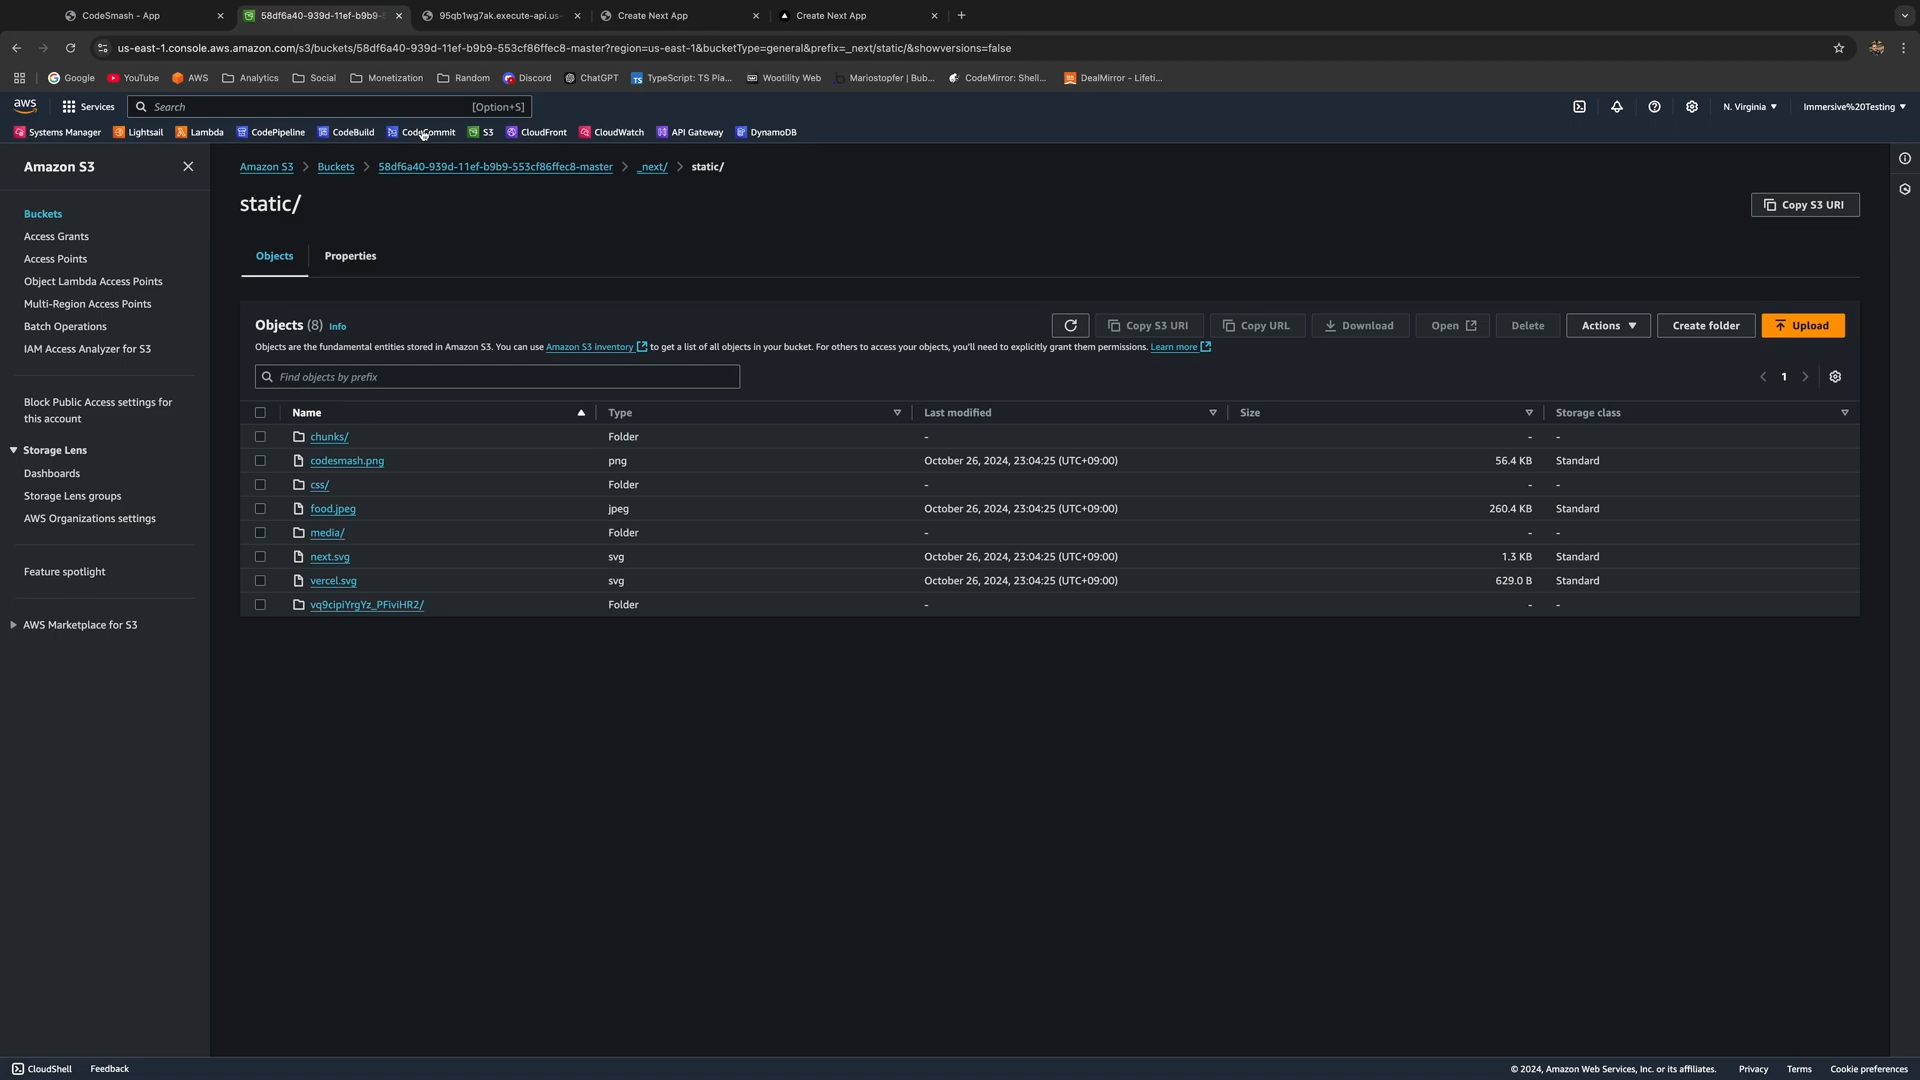 CodeSmash - App
58df6a40-939d-11ef-b9b9-5
95qb1wg7ak.execute-api.us-
Create Next App
Create Next App
us-east-1.console.aws.amazon.com/s3/buckets/58df6a40-939d-11ef-b9b9-553cf86ffec8-master?region=us-east-1&bucketType=general&prefix=_next/static/&showversions=false
Google
YouTube
AWS
Analytics
Social
Monetization
Random
Discord
ChatGPT
TypeScript: TS Pla...
Wootility Web
Mariostopfer | Bub...
CodeMirror: Shell...
DealMirror - Lifeti...
aws
Services
Search
[Option+S]
N. Virginia
Immersive%20Testing
Systems Manager
Lightsail
Lambda
CodePipeline
CodeBuild
CodeCommit
S3
CloudFront
CloudWatch
API Gateway
DynamoDB
Amazon S3
Buckets
Access Grants
Access Points
Object Lambda Access Points
Multi-Region Access Points
Batch Operations
IAM Access Analyzer for S3
Block Public Access settings for
this account
Storage Lens
Dashboards
Storage Lens groups
AWS Organizations settings
Feature spotlight
AWS Marketplace for S3
Amazon S3
Buckets
58df6a40-939d-11ef-b9b9-553cf86ffec8-master
_next/
static/
static/
Copy S3 URI
Objects
Properties
Objects (8) Info
Copy S3 URI
Copy URL
Download
Open
Delete
Actions
Create folder
Upload
Objects are the fundamental entities stored in Amazon S3. You can use Amazon S3 inventory to get a list of all objects in your bucket. For others to access your objects, you'll need to explicitly grant them permissions. Learn more
Find objects by prefix
1
Name Type Last modified Size Storage class
chunks/ Folder - - -
codesmash.png png October 26, 2024, 23:04:25 (UTC+09:00) 56.4 KB Standard
css/ Folder - - -
food.jpeg jpeg October 26, 2024, 23:04:25 (UTC+09:00) 260.4 KB Standard
media/ Folder - - -
next.svg svg October 26, 2024, 23:04:25 (UTC+09:00) 1.3 KB Standard
vercel.svg svg October 26, 2024, 23:04:25 (UTC+09:00) 629.0 B Standard
vq9cipiYrgYz_PFiviHR2/ Folder - - -
CloudShell
Feedback
© 2024, Amazon Web Services, Inc. or its affiliates.
Privacy
Terms
Cookie preferences